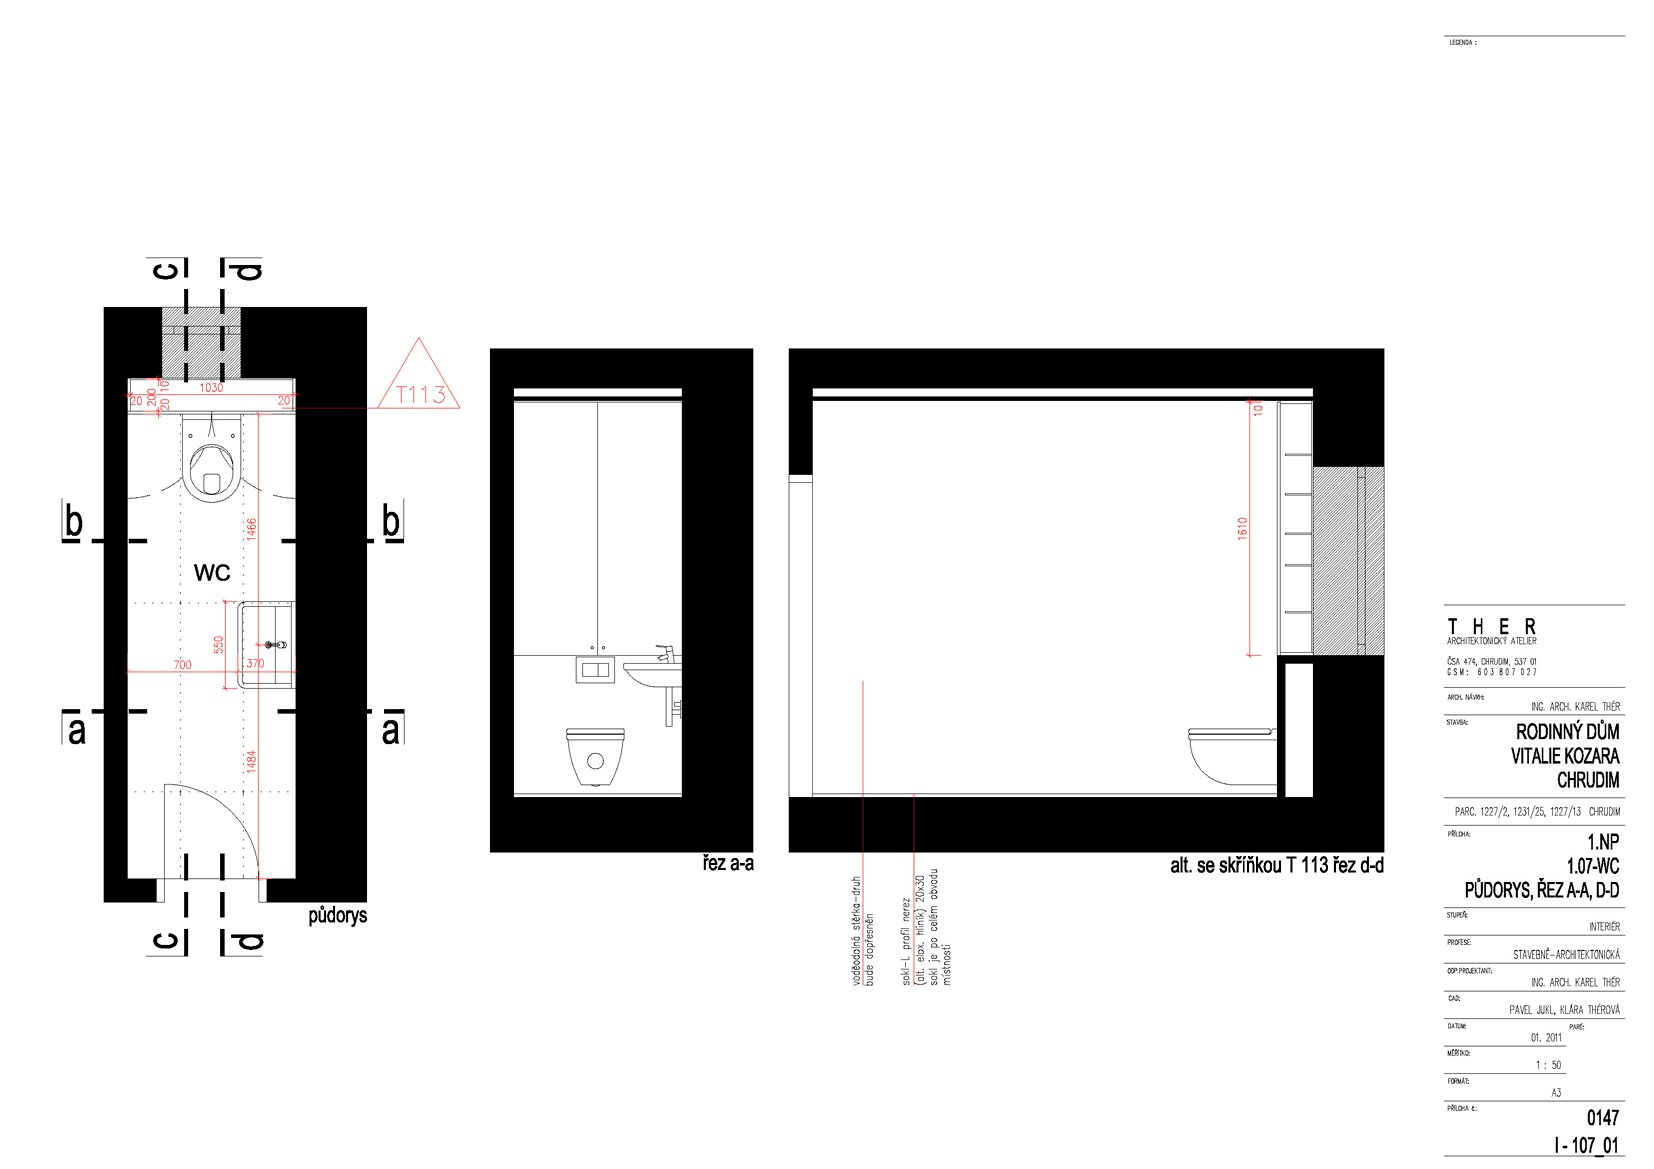 LEGENDA :
c
d
1030
20
200
10
20
20
T113
b
b
1466
WC
550
700
370
a
a
1484
c
d
půdorys
řez a-a
10
1610
alt. se skříňkou T 113 řez d-d
voděodolná stěrka-druh
bude dopřesněn
sokl-L profil nerez
(alt. elox. hliník) 20x30
sokl je po celém obvodu
místnosti
THER
ARCHITEKTONICKÝ ATELIER
ČSA 474, CHRUDIM, 537 01
GSM: 603 807 027
ARCH. NÁVRH:
ING. ARCH. KAREL THÉR
STAVBA:
RODINNÝ DŮM
VITALIE KOZARA
CHRUDIM
PARC. 1227/2, 1231/25, 1227/13 CHRUDIM
PŘÍLOHA:
1.NP
1.07-WC
PŮDORYS, ŘEZ A-A, D-D
STUPEŇ:
INTERIÉR
PROFESE:
STAVEBNĚ-ARCHITEKTONICKÁ
ODP.PROJEKTANT:
ING. ARCH. KAREL THÉR
CAD:
PAVEL JUKL, KLÁRA THÉROVÁ
DATUM:
PARÉ:
01. 2011
MĚŘÍTKO:
1 : 50
FORMÁT:
A3
PŘÍLOHA č.:
0147
I - 107_01